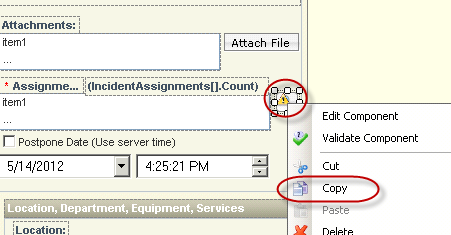 Attachments:
item1
...
Attach File
* Assignme... (IncidentAssignments[].Count)
item1
...
Postpone Date (Use server time)
5/14/2012 4:25:21 PM
Location, Department, Equipment, Services
Location:
Edit Component
Validate Component
Cut
Copy
Paste
Delete